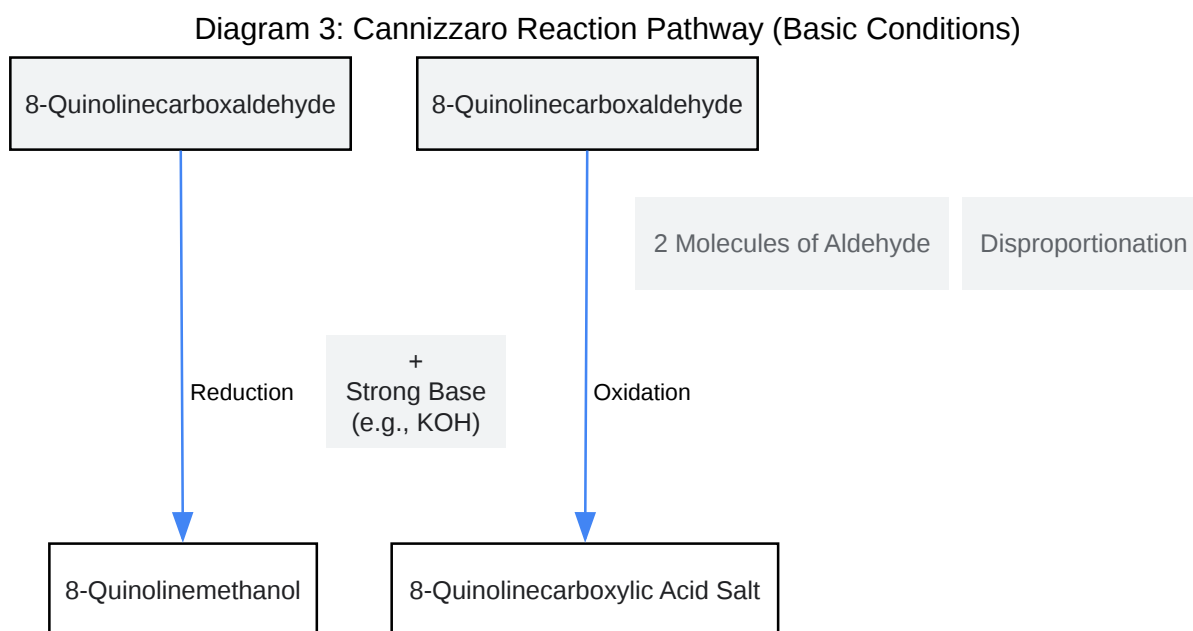 Diagram 3: Cannizzaro Reaction Pathway (Basic Conditions)
8-Quinolinecarboxaldehyde
8-Quinolinecarboxaldehyde
2 Molecules of Aldehyde
Disproportionation
Reduction
+
Strong Base
(e.g., KOH)
Oxidation
8-Quinolinemethanol
8-Quinolinecarboxylic Acid Salt